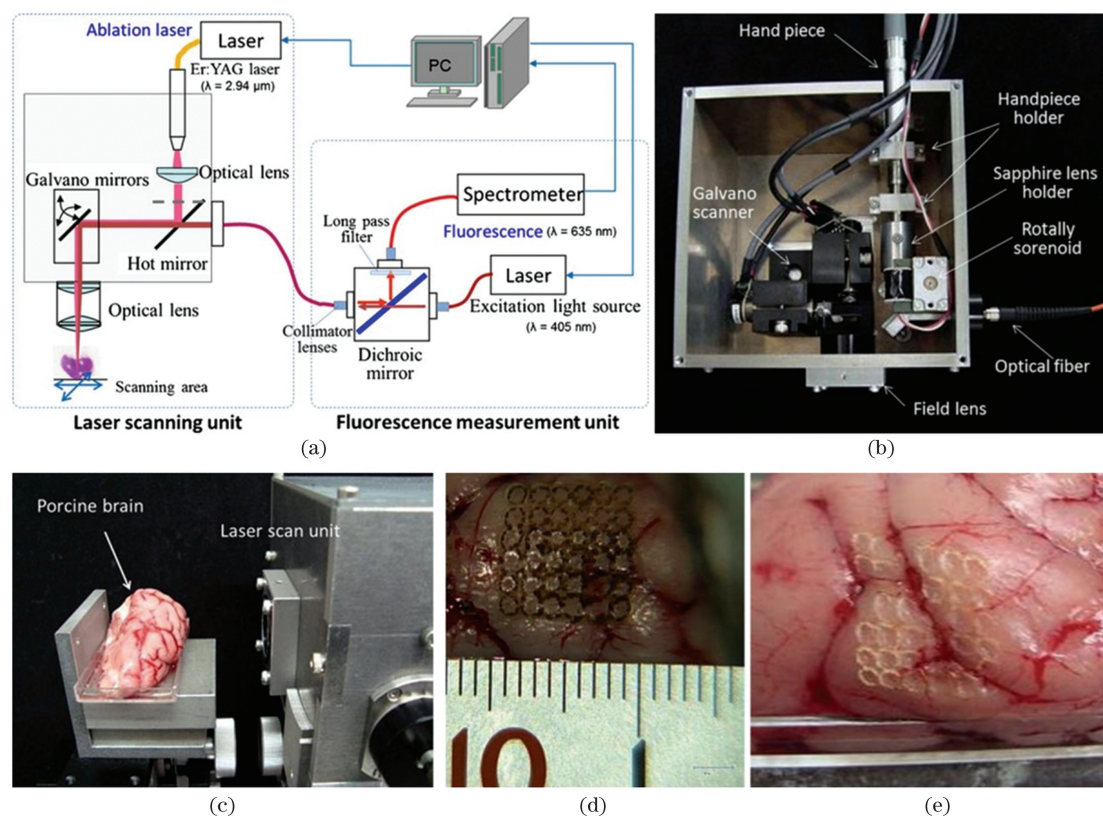 Ablation laser
Laser
Er:YAG laser
(λ = 2.94 µm)
PC
Optical lens
Galvano mirrors
Hot mirror
Optical lens
Scanning area
Laser scanning unit
Spectrometer
Long pass
filter
Fluorescence (λ = 635 nm)
Laser
Excitation light source
(λ = 405 nm)
Collimator
lenses
Dichroic
mirror
Fluorescence measurement unit
(a)
Hand piece
Handpiece
holder
Sapphire lens
holder
Galvano
scanner
Rotally
sorenoid
Optical fiber
Field lens
(b)
Porcine brain
Laser scan unit
(c)
10
(d)
(e)